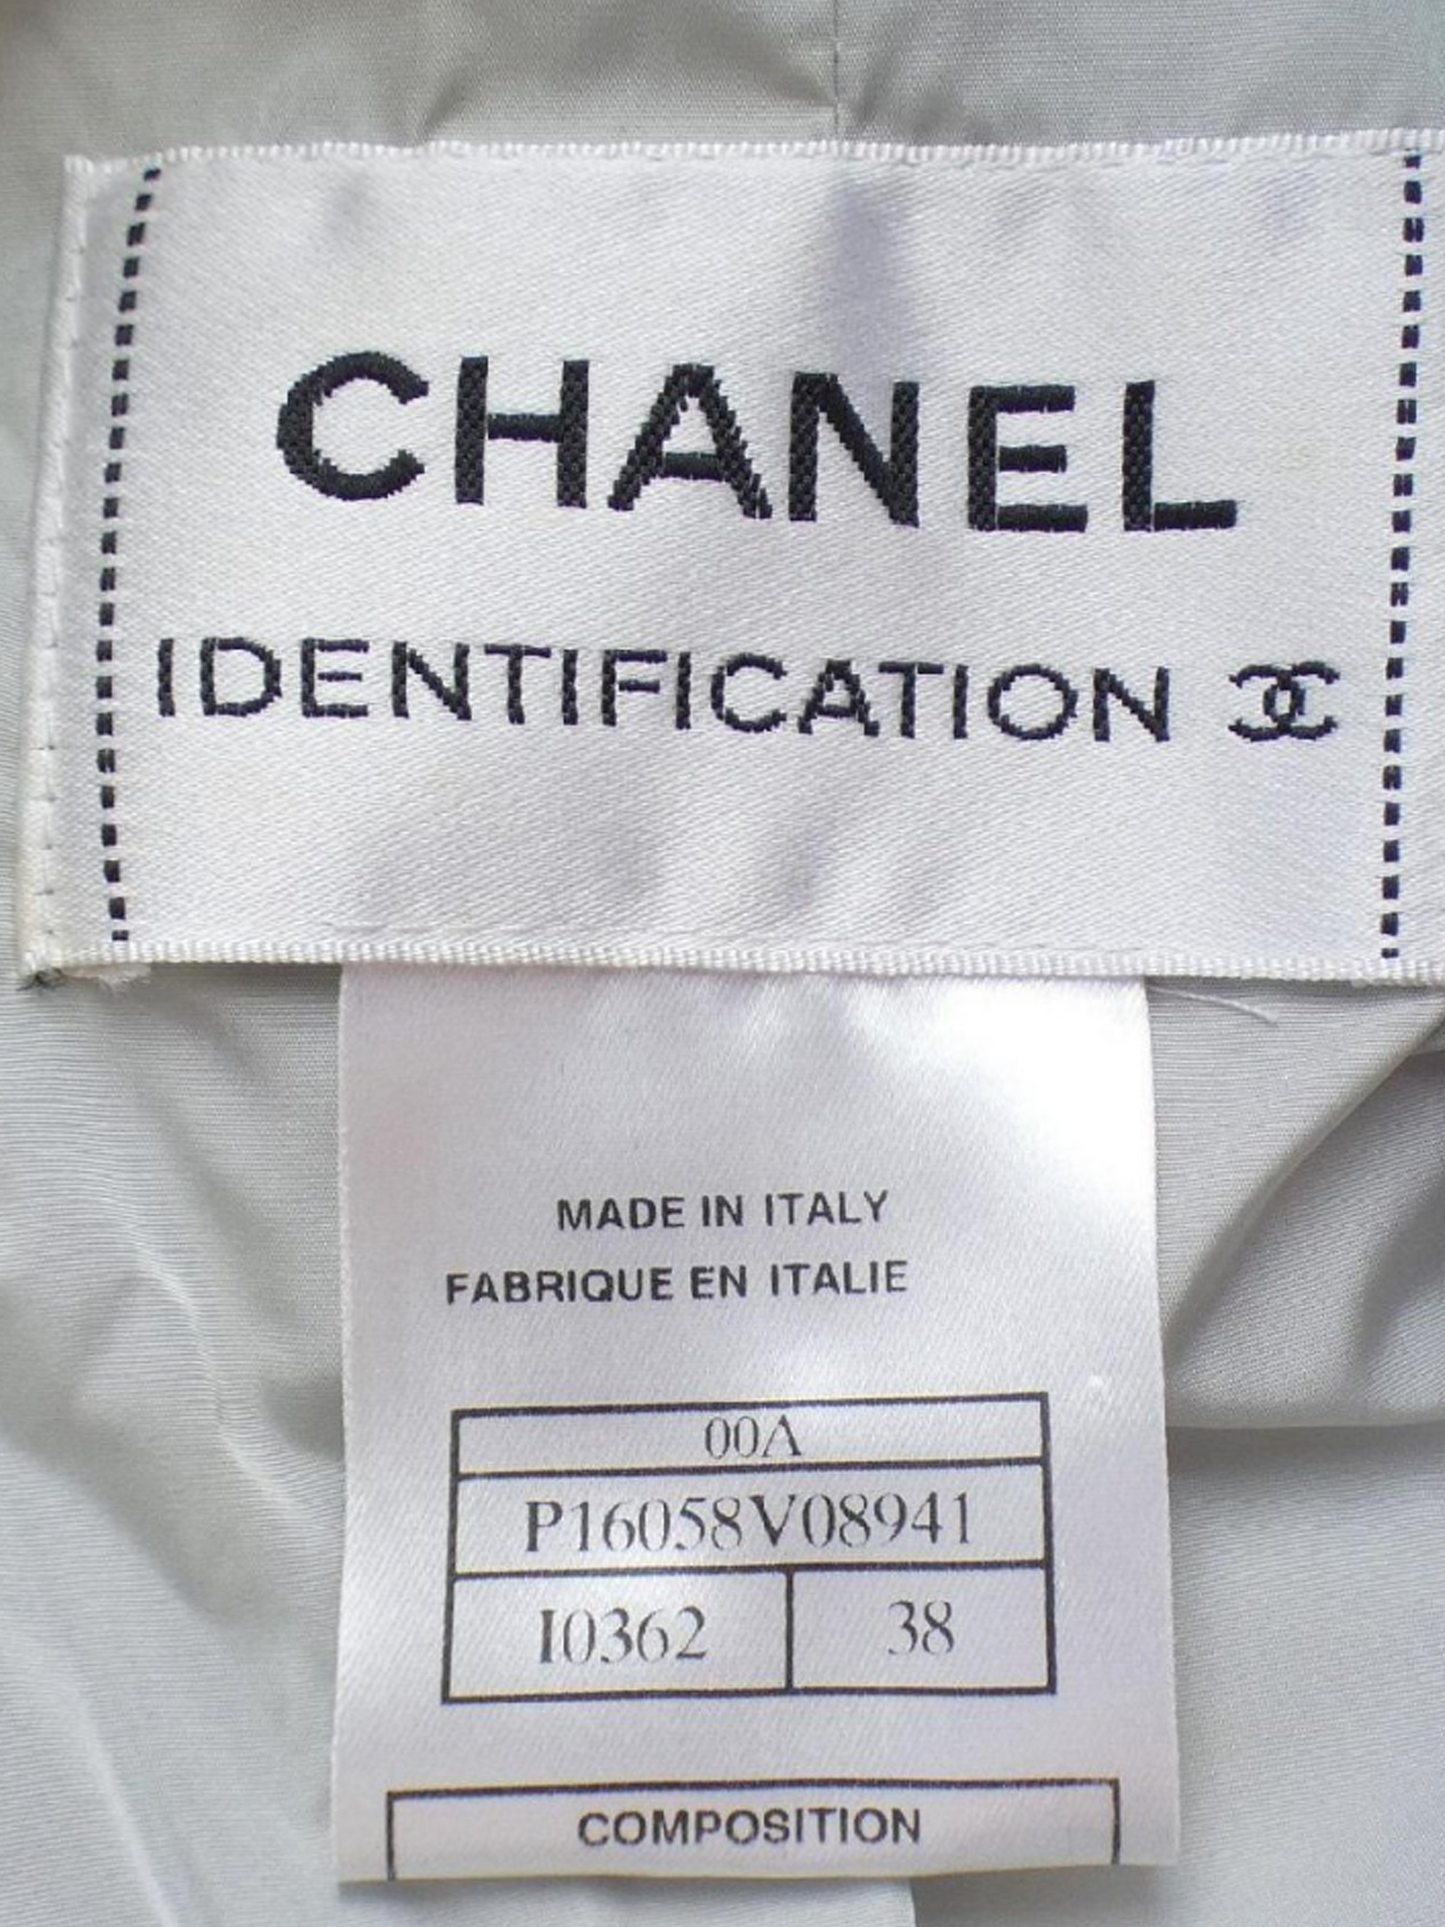 CHANEL
IDENTIFICATION
MADE IN ITALY
FABRIQUE EN ITALIE
00A
P16058V08941
I0362 38
COMPOSITION